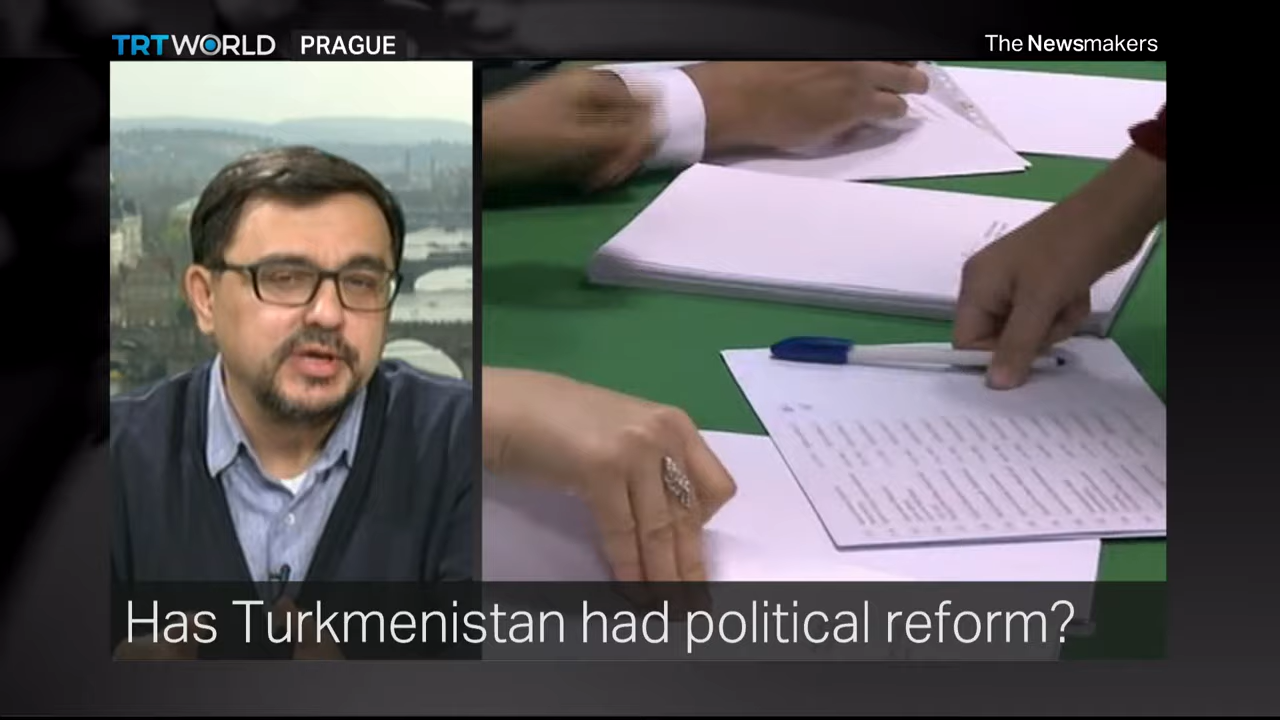 TRT WORLD PRAGUE
The Newsmakers
Has Turkmenistan had political reform?